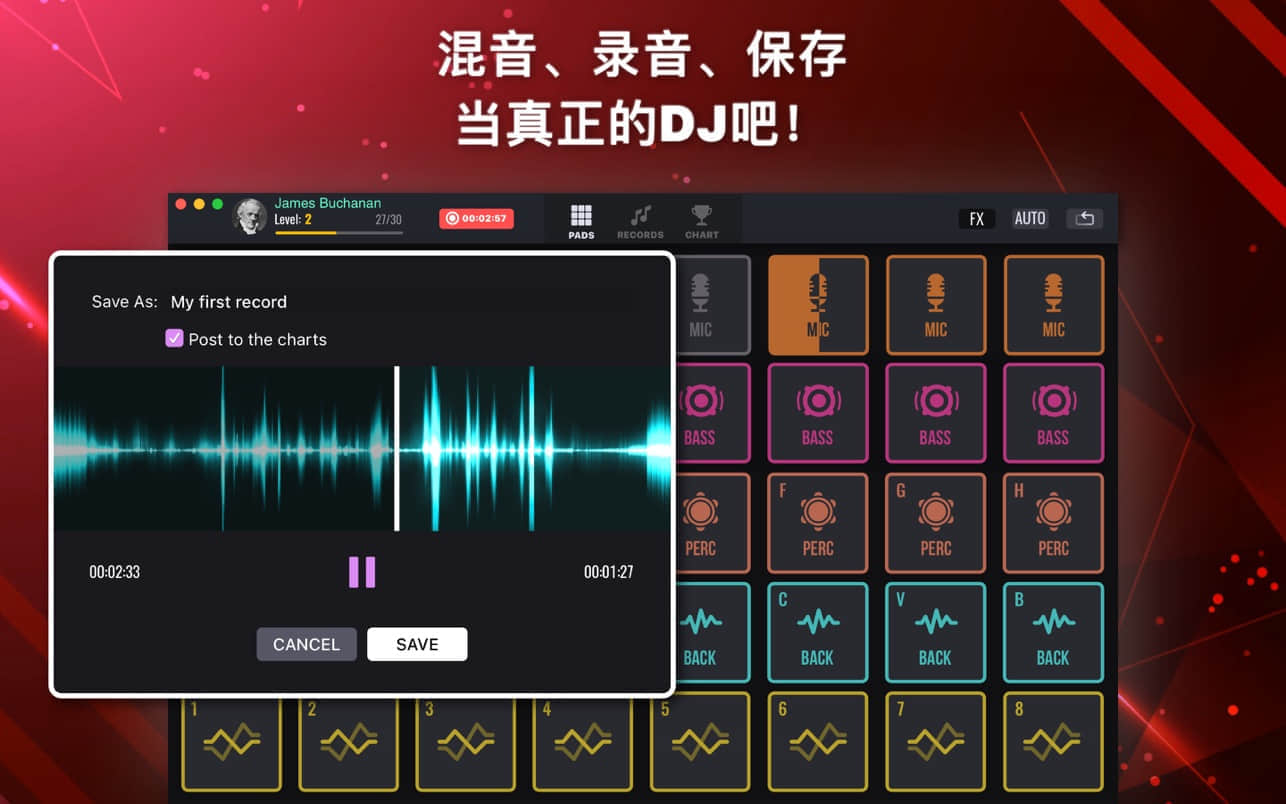 混音、录音、保存
当真正的DJ吧!
James Buchanan
Level: 2 27/30
00:02:57
PADS RECORDS CHART
FX AUTO
Save As: My first record
Post to the charts
00:02:33 00:01:27
CANCEL SAVE
MIC MIC MIC MIC
BASS BASS BASS BASS
F G H
PERC PERC PERC PERC
C V B
BACK BACK BACK BACK
1 2 3 4 5 6 7 8